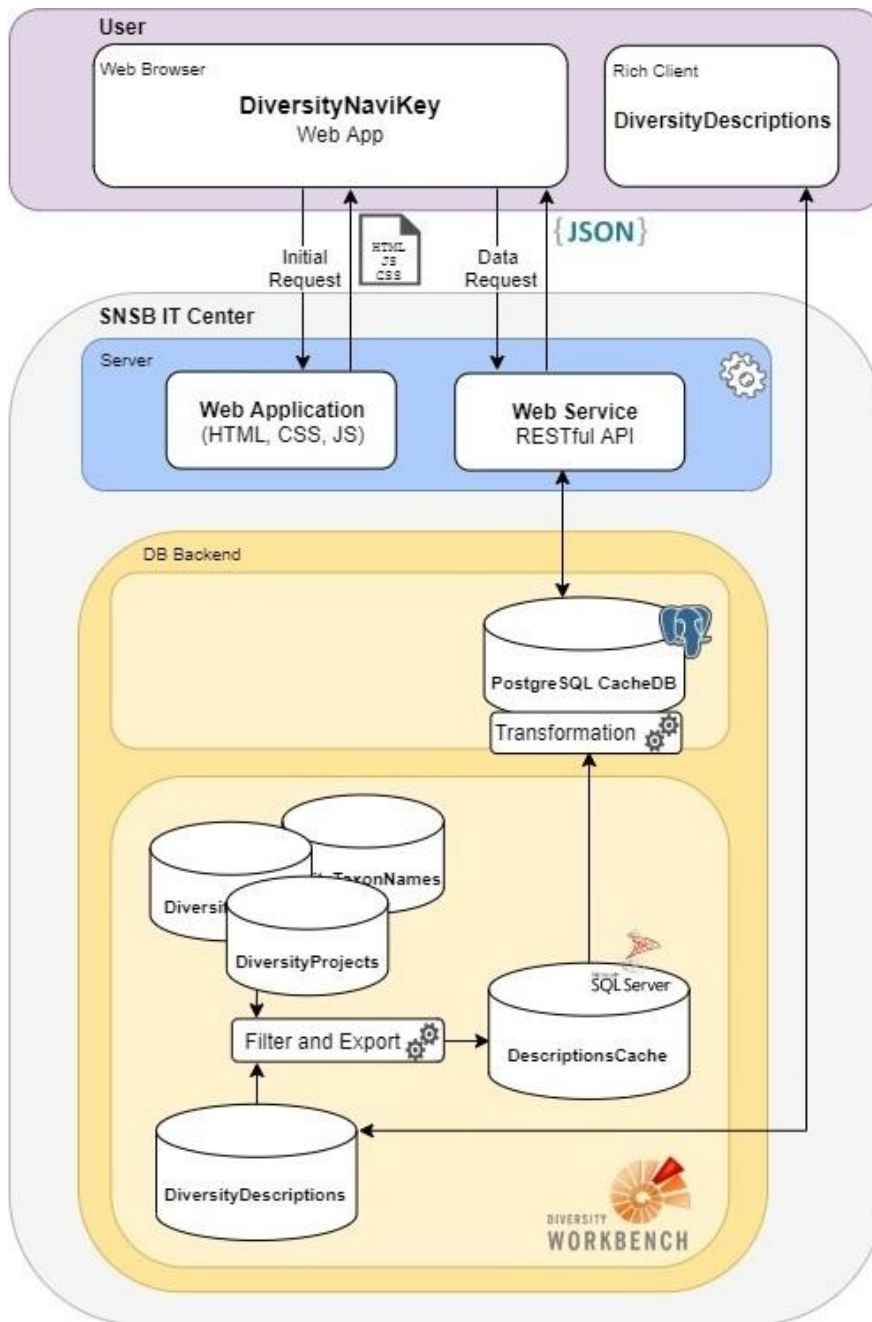 User
Web Browser
DiversityNaviKey
Web App
Rich Client
DiversityDescriptions
Initial
Request
HTML
JS
CSS
Data
Request
{JSON}
SNSB IT Center
Server
Web Application
(HTML, CSS, JS)
Web Service
RESTful API
DB Backend
PostgreSQL CacheDB
Transformation
TaxonNames
DiversityProjects
Filter and Export
SQL Server
DescriptionsCache
DiversityDescriptions
DIVERSITY
WORKBENCH